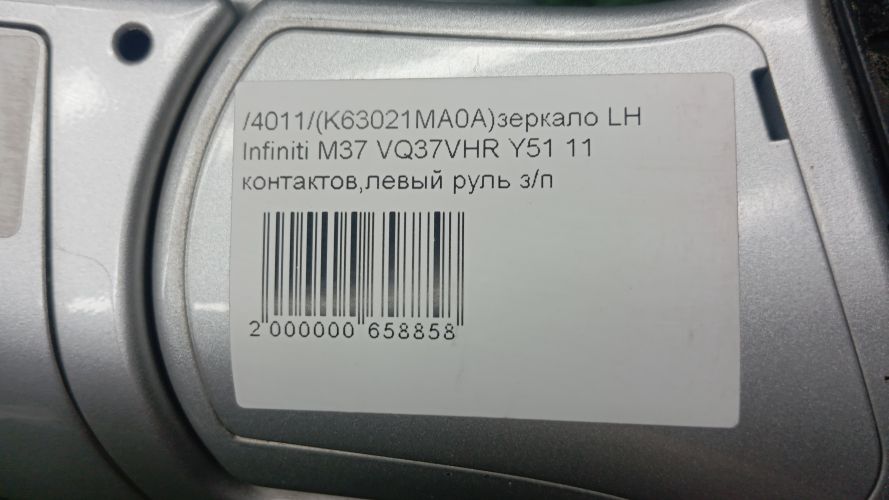 /4011/(K63021MA0A)зеркало LH
Infiniti M37 VQ37VHR Y51 11
контактов,левый руль з/п
2 000000 658858